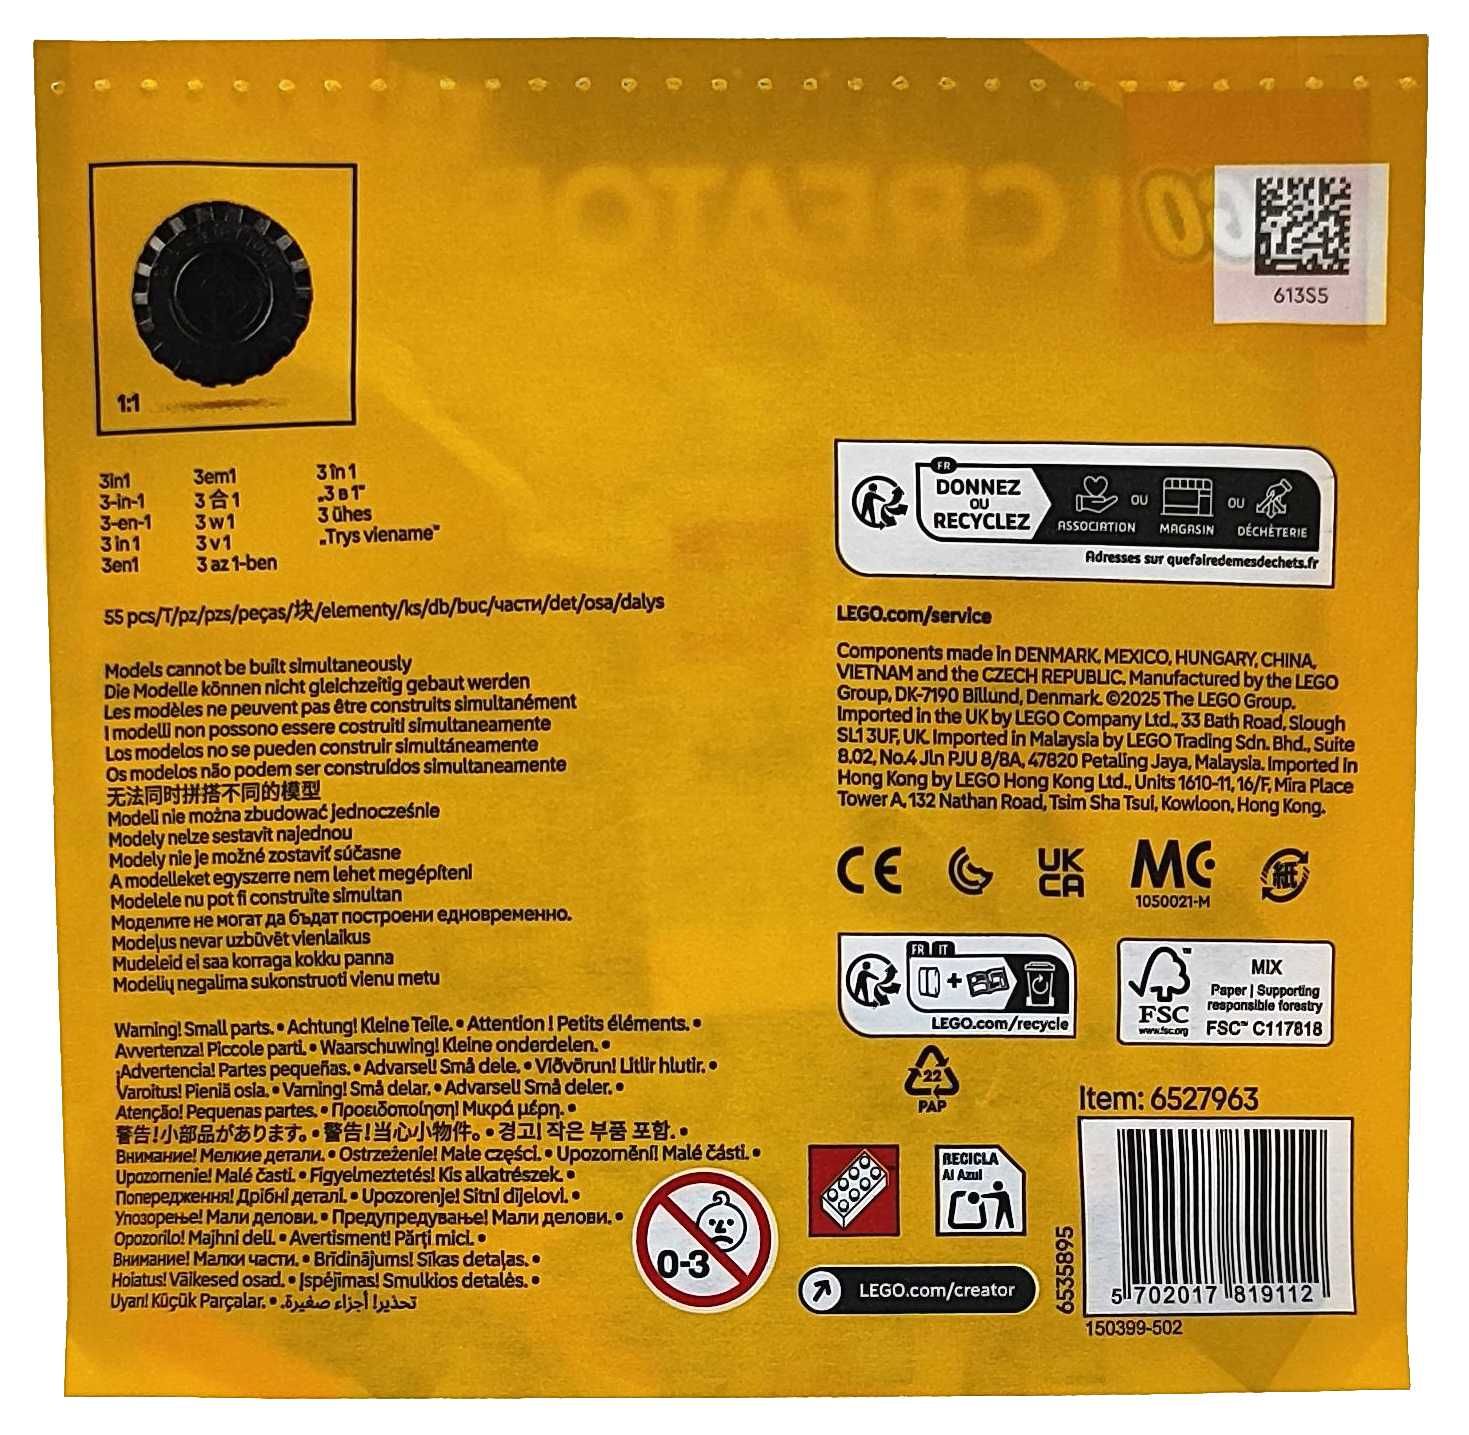 613S5
1:1
3in1
3-in-1
3-en-1
3 in 1
3en1
3em1
3 合 1
3 w 1
3 v 1
3 az 1-ben
3 în 1
„3 в 1“
3 ühes
„Trys viename“
55 pcs/T/pz/pzs/peças/块/elementy/ks/db/buc/части/det/osa/dalys
Models cannot be built simultaneously
Die Modelle können nicht gleichzeitig gebaut werden
Les modèles ne peuvent pas être construits simultanément
I modelli non possono essere costruiti simultaneamente
Los modelos no se pueden construir simultáneamente
Os modelos não podem ser construídos simultaneamente
无法同时拼搭不同的模型
Modeli nie można zbudować jednocześnie
Modely nelze sestavit najednou
Modely nie je možné zostaviť súčasne
A modelleket egyszerre nem lehet megépíteni
Modelele nu pot fi construite simultan
Моделите не могат да бъдат построени едновременно.
Modeļus nevar uzbūvēt vienlaikus
Mudeleid ei saa korraga kokku panna
Modelių negalima sukonstruoti vienu metu
Warning! Small parts. • Achtung! Kleine Teile. • Attention ! Petits éléments. •
Avvertenza! Piccole parti. • Waarschuwing! Kleine onderdelen. •
¡Advertencia! Partes pequeñas. • Advarsel! Små dele. • Viðvörun! Litlir hlutir. •
Varoitus! Pieniä osia. • Varning! Små delar. • Advarsel! Små deler. •
Atenção! Pequenas partes. • Προειδοποίηση! Μικρά μέρη. •
警告!小部品があります。• 警告!当心小物件。• 경고! 작은 부품 포함. •
Внимание! Мелкие детали. • Ostrzeżenie! Małe części. • Upozornění! Malé části. •
Upozornenie! Malé časti. • Figyelmeztetés! Kis alkatrészek. •
Попередження! Дрібні деталі. • Upozorenje! Sitni dijelovi. •
Упозорење! Мали делови. • Предупредување! Мали делови. •
Opozorilo! Majhni deli. • Avertisment! Părți mici. •
Внимание! Малки части. • Brīdinājums! Sīkas detaļas. •
Hoiatus! Väikesed osad. • Įspėjimas! Smulkios detalės. •
Uyarı! Küçük Parçalar. • تحذير! أجزاء صغيرة.
0-3
FR
DONNEZ
OU
RECYCLEZ
ASSOCIATION
OU
MAGASIN
OU
DÉCHÈTERIE
Adresses sur quefairedemesdechets.fr
LEGO.com/service
Components made in DENMARK, MEXICO, HUNGARY, CHINA,
VIETNAM and the CZECH REPUBLIC. Manufactured by the LEGO
Group, DK-7190 Billund, Denmark. ©2025 The LEGO Group.
Imported in the UK by LEGO Company Ltd., 33 Bath Road, Slough
SL1 3UF, UK. Imported in Malaysia by LEGO Trading Sdn. Bhd., Suite
8.02, No.4 Jln PJU 8/8A, 47820 Petaling Jaya, Malaysia. Imported in
Hong Kong by LEGO Hong Kong Ltd., Units 1610-11, 16/F, Mira Place
Tower A, 132 Nathan Road, Tsim Sha Tsui, Kowloon, Hong Kong.
CE
UK
CA
MC
1050021-M
紙
FR IT
+
LEGO.com/recycle
FSC
www.fsc.org
MIX
Paper | Supporting
responsible forestry
FSC™ C117818
22
PAP
RECICLA
Al Azul
LEGO.com/creator
Item: 6527963
6535895
5 702017 819112
150399-502